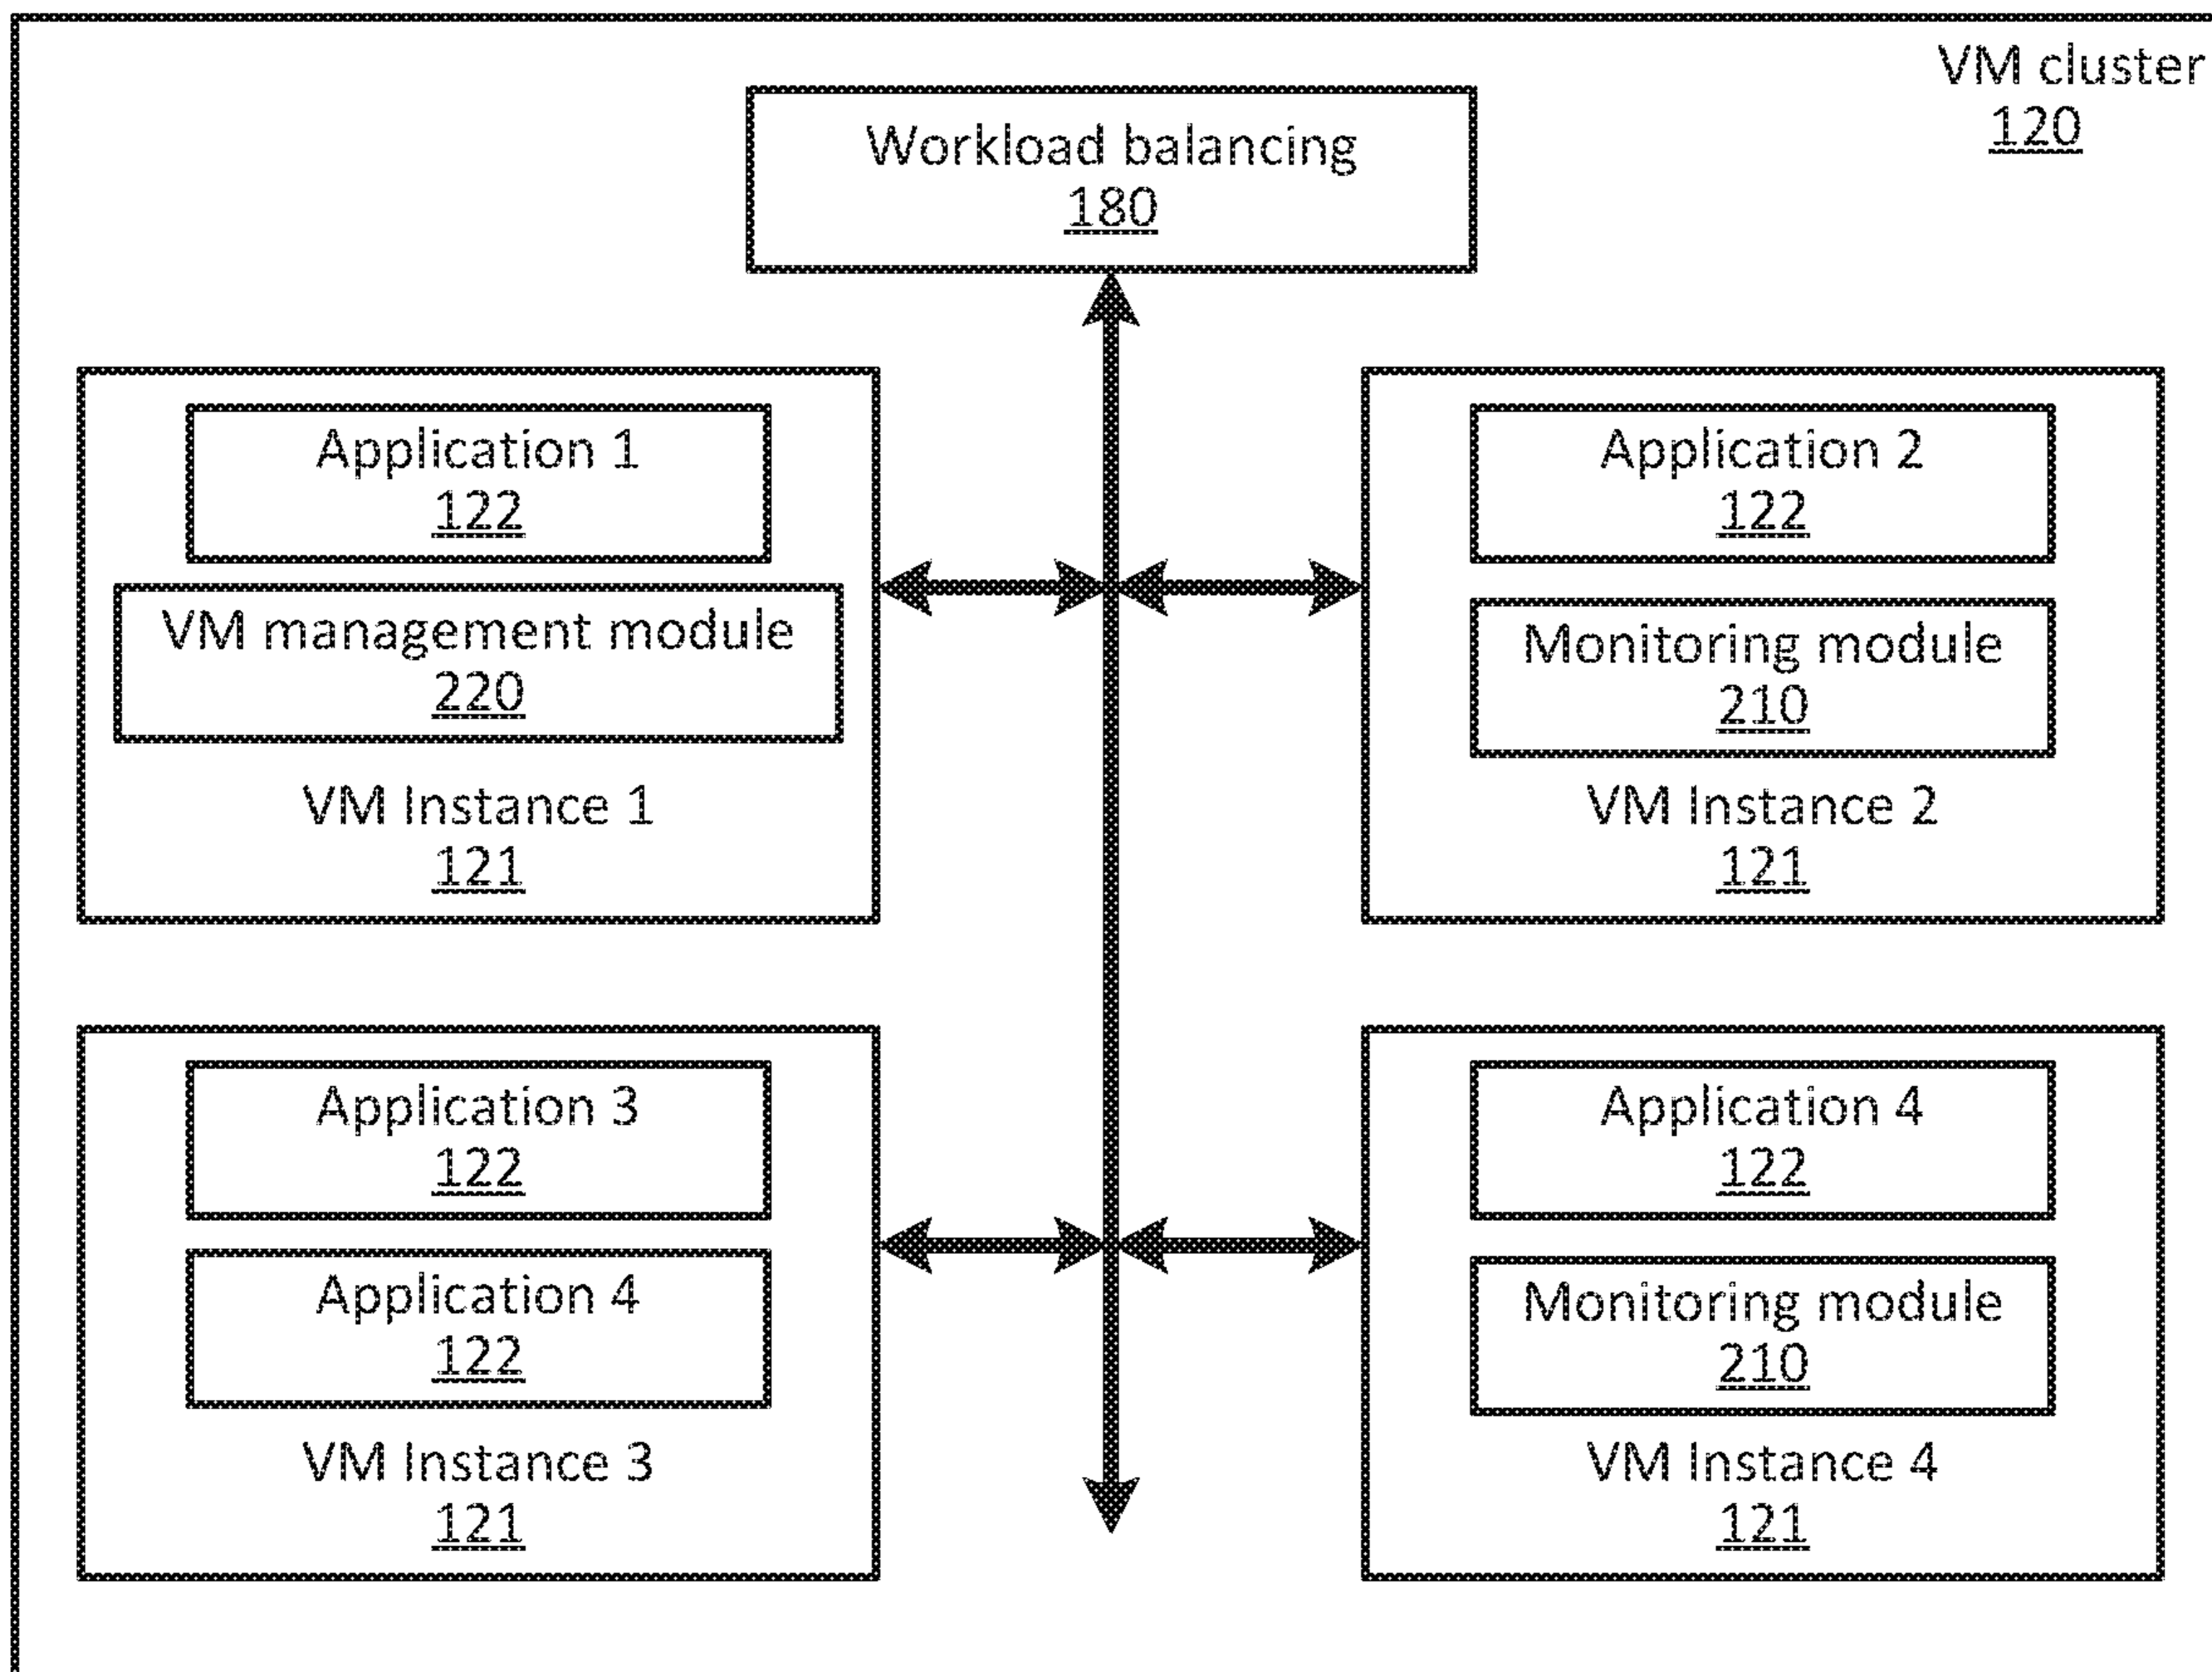 VM cluster
120
Workload balancing
180
Application 1
122
VM management module
220
VM Instance 1
121
Application 2
122
Monitoring module
210
VM Instance 2
121
Application 3
122
Application 4
122
VM Instance 3
121
Application 4
122
Monitoring module
210
VM Instance 4
121